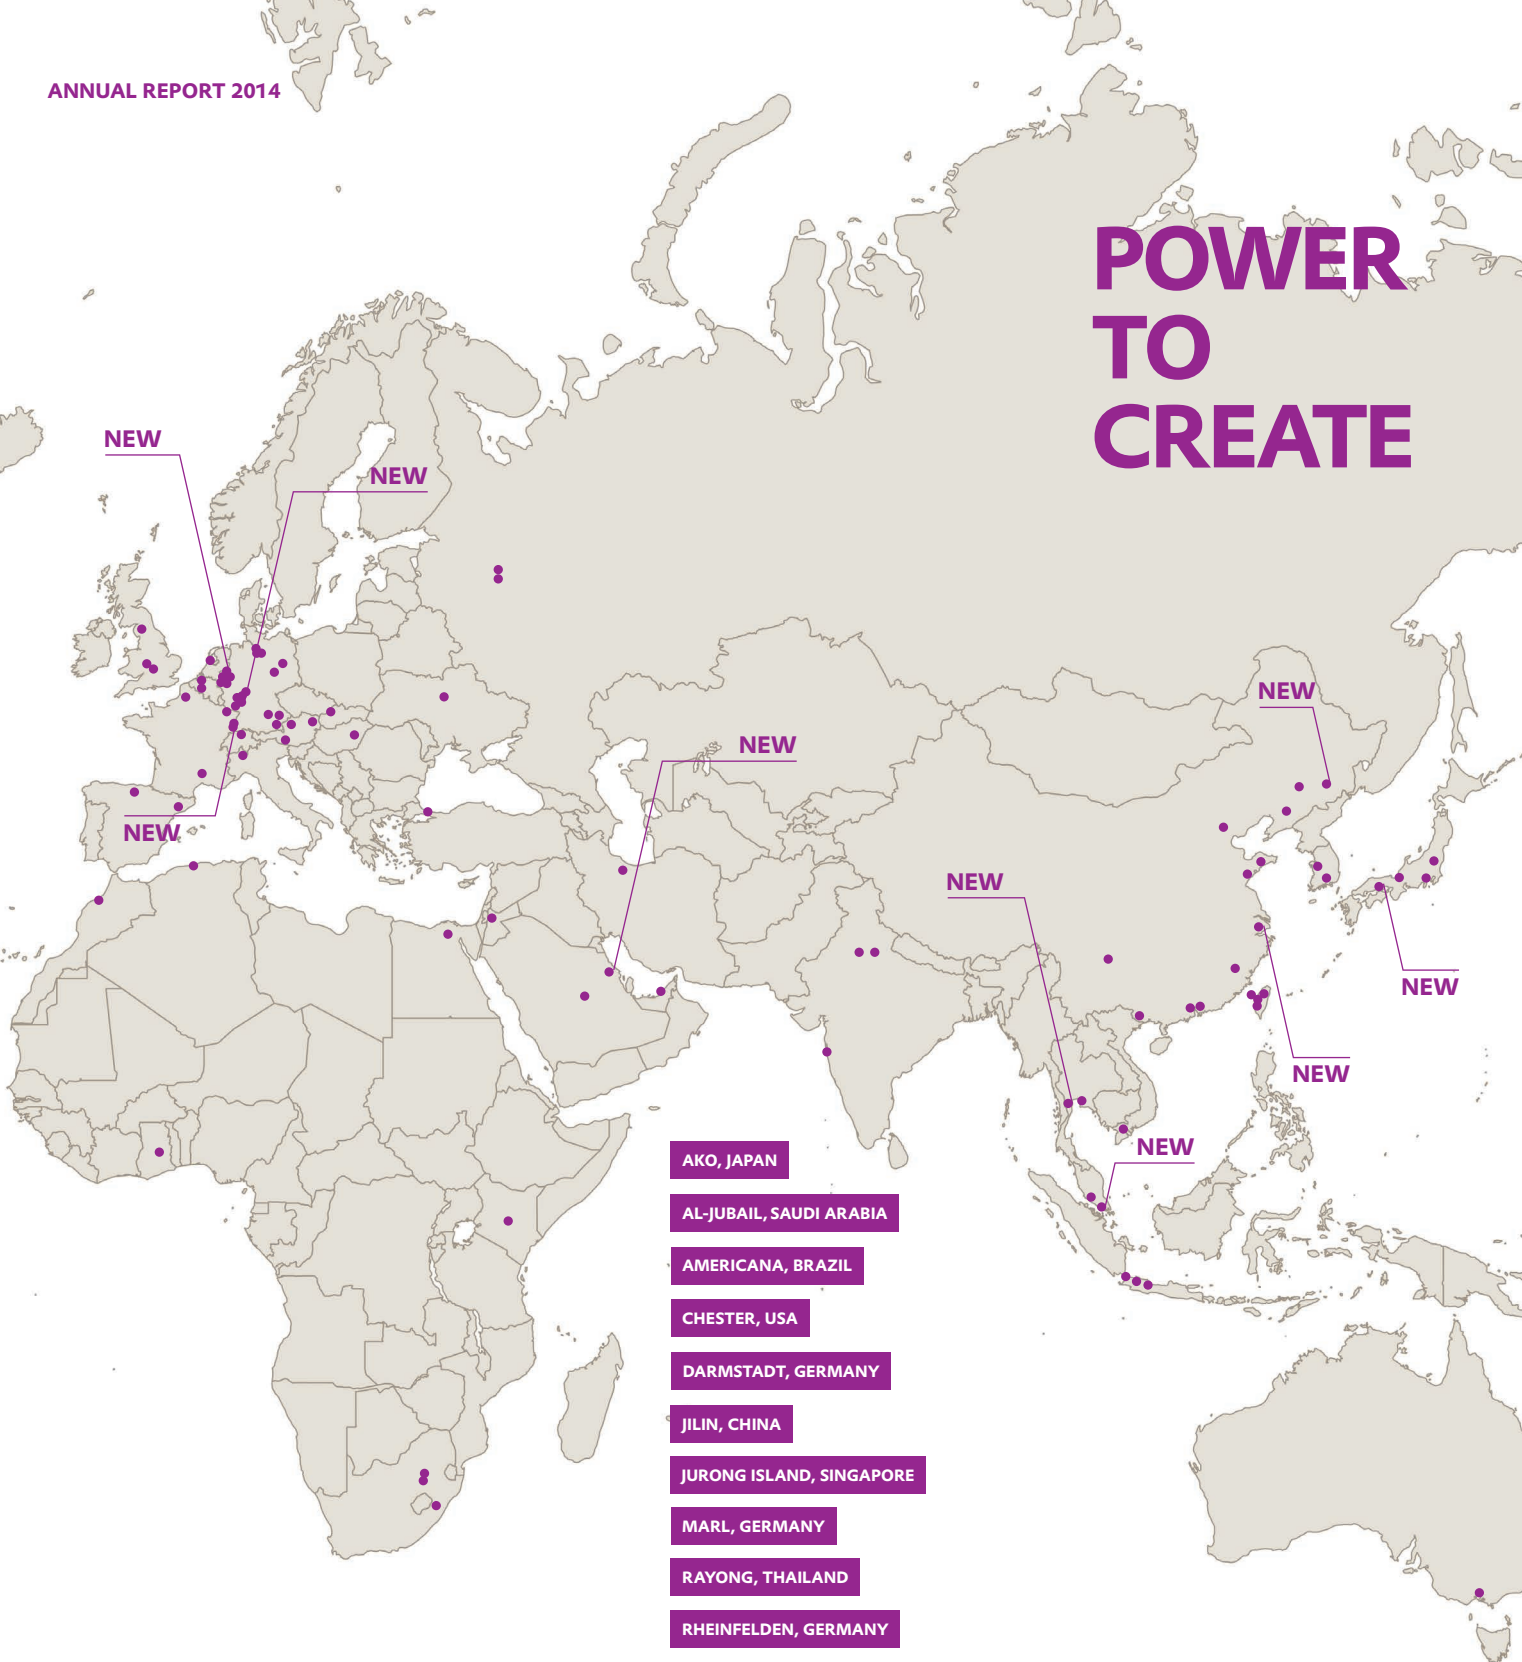 ANNUAL REPORT 2014
POWER
TO
CREATE
NEW
NEW
NEW
NEW
NEW
NEW
NEW
NEW
NEW
AKO, JAPAN
AL-JUBAIL, SAUDI ARABIA
AMERICANA, BRAZIL
CHESTER, USA
DARMSTADT, GERMANY
JILIN, CHINA
JURONG ISLAND, SINGAPORE
MARL, GERMANY
RAYONG, THAILAND
RHEINFELDEN, GERMANY